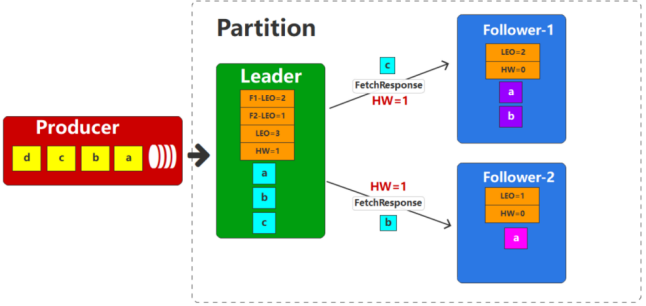 Partition
Producer
d c b a
Leader
F1-LEO=2
F2-LEO=1
LEO=3
HW=1
a
b
c
c
FetchResponse
HW=1
HW=1
FetchResponse
b
Follower-1
LEO=2
HW=0
a
b
Follower-2
LEO=1
HW=0
a